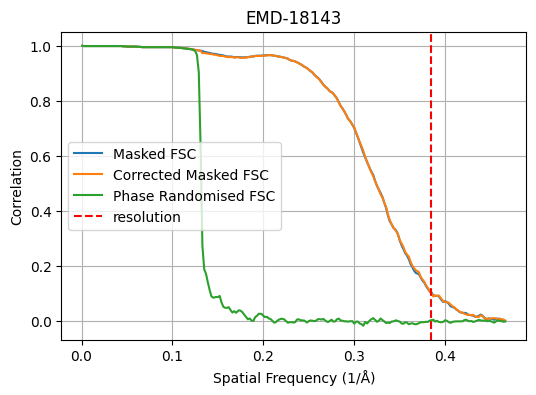 EMD-18143
1.0
0.8
0.6
0.4
0.2
0.0
Correlation
Masked FSC
Corrected Masked FSC
Phase Randomised FSC
resolution
0.0 0.1 0.2 0.3 0.4
Spatial Frequency (1/Å)